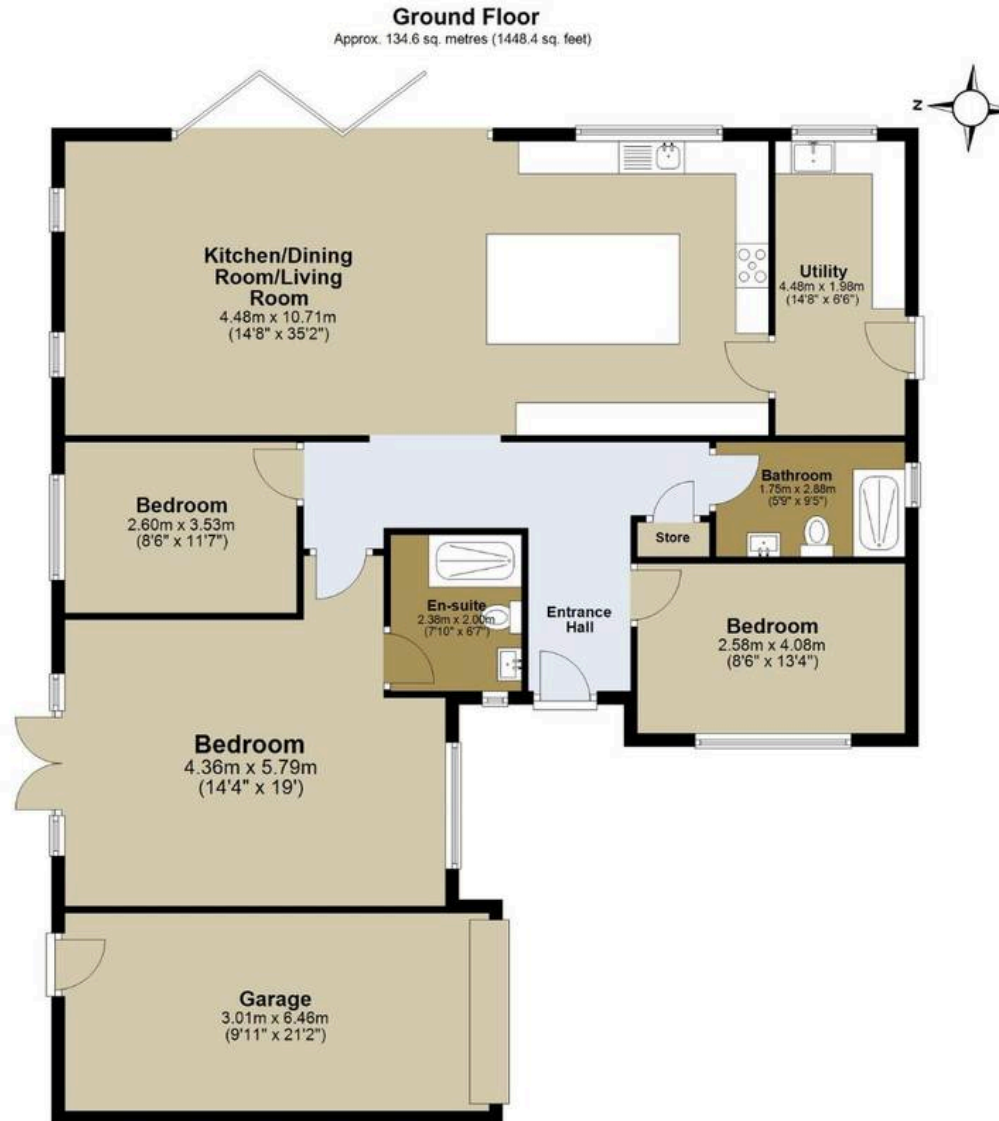 Ground Floor
Approx. 134.6 sq. metres (1448.4 sq. feet)
N
Kitchen/Dining
Room/Living
Room
4.48m x 10.71m
(14'8" x 35'2")
Utility
4.48m x 1.98m
(14'8" x 6'6")
Bedroom
2.60m x 3.53m
(8'6" x 11'7")
Bathroom
1.75m x 2.88m
(5'9" x 9'5")
Store
En-suite
2.38m x 2.00m
(7'10" x 6'7")
Entrance
Hall
Bedroom
2.58m x 4.08m
(8'6" x 13'4")
Bedroom
4.36m x 5.79m
(14'4" x 19')
Garage
3.01m x 6.46m
(9'11" x 21'2")